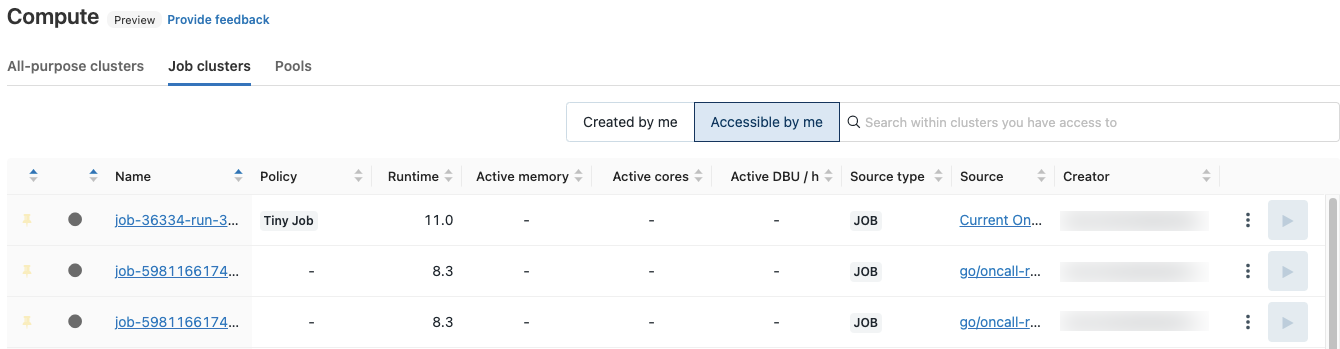 Compute Preview Provide feedback
All-purpose clusters Job clusters Pools
Created by me Accessible by me Search within clusters you have access to
Name Policy Runtime Active memory Active cores Active DBU / h Source type Source Creator
job-36334-run-3... Tiny Job 11.0 - - - JOB Current On...
job-5981166174... - 8.3 - - - JOB go/oncall-r...
job-5981166174... - 8.3 - - - JOB go/oncall-r...